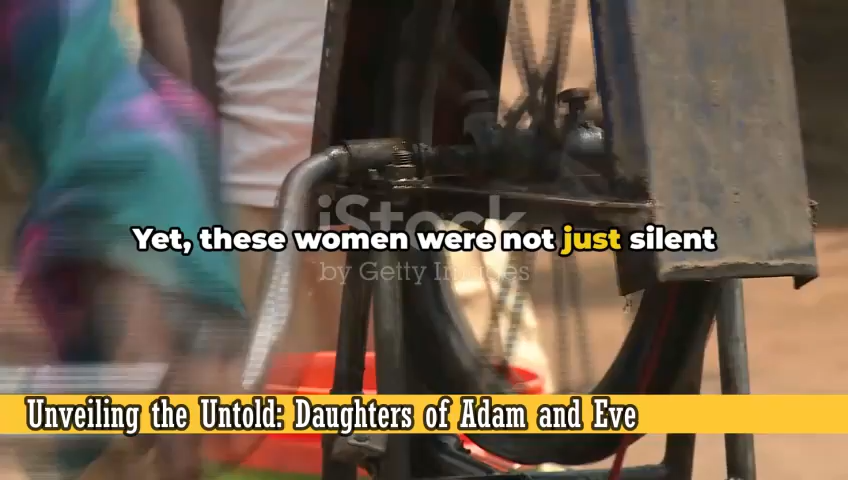 iStock
Yet, these women were not just silent
by Getty Images
Unveiling the Untold: Daughters of Adam and Eve